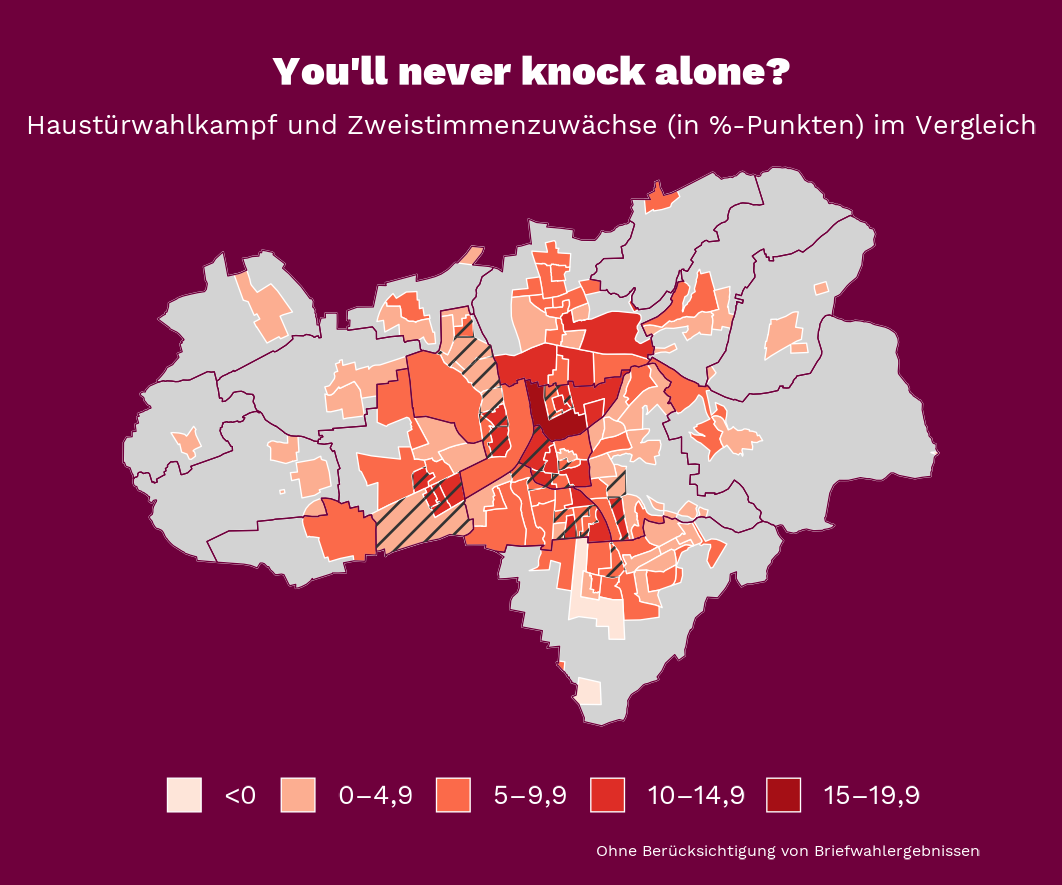 You'll never knock alone?
Haustürwahlkampf und Zweistimmenzuwächse (in %-Punkten) im Vergleich
<0 0–4,9 5–9,9 10–14,9 15–19,9
Ohne Berücksichtigung von Briefwahlergebnissen